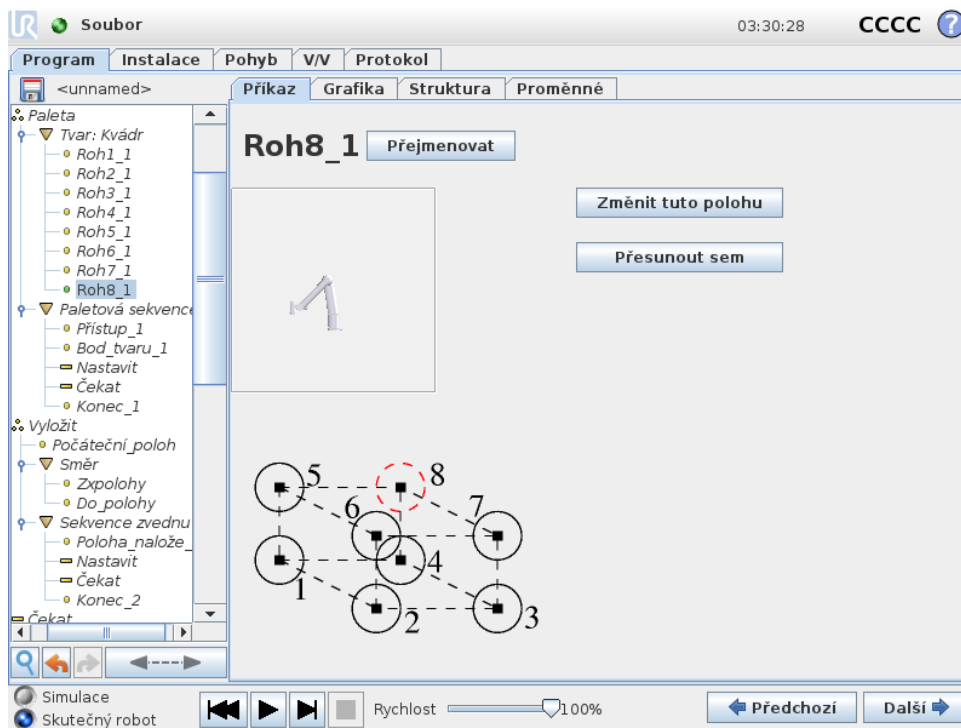 UR Soubor 03:30:28 CCCC ?
Program Instalace Pohyb V/V Protokol
<unnamed>
Příkaz Grafika Struktura Proměnné
Paleta
Tvar: Kvádr
Roh1_1
Roh2_1
Roh3_1
Roh4_1
Roh5_1
Roh6_1
Roh7_1
Roh8_1
Paletová sekvence
Přístup_1
Bod_tvaru_1
Nastavit
Čekat
Konec_1
Vyložit
Počáteční_poloh
Směr
Zxpolohy
Do_polohy
Sekvence zvednu
Poloha_nalože_
Nastavit
Čekat
Konec_2
Čekat
Roh8_1 Přejmenovat
Změnit tuto polohu
Přesunout sem
5 8
6 7
1 4
2 3
Simulace
Skutečný robot
Rychlost 100%
Předchozí Další